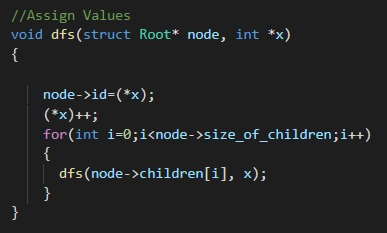 //Assign Values
void dfs(struct Root* node, int *x)
{
node->id=(*x);
(*x)++;
for(int i=0;i<node->size_of_children;i++)
{
dfs(node->children[i], x);
}
}